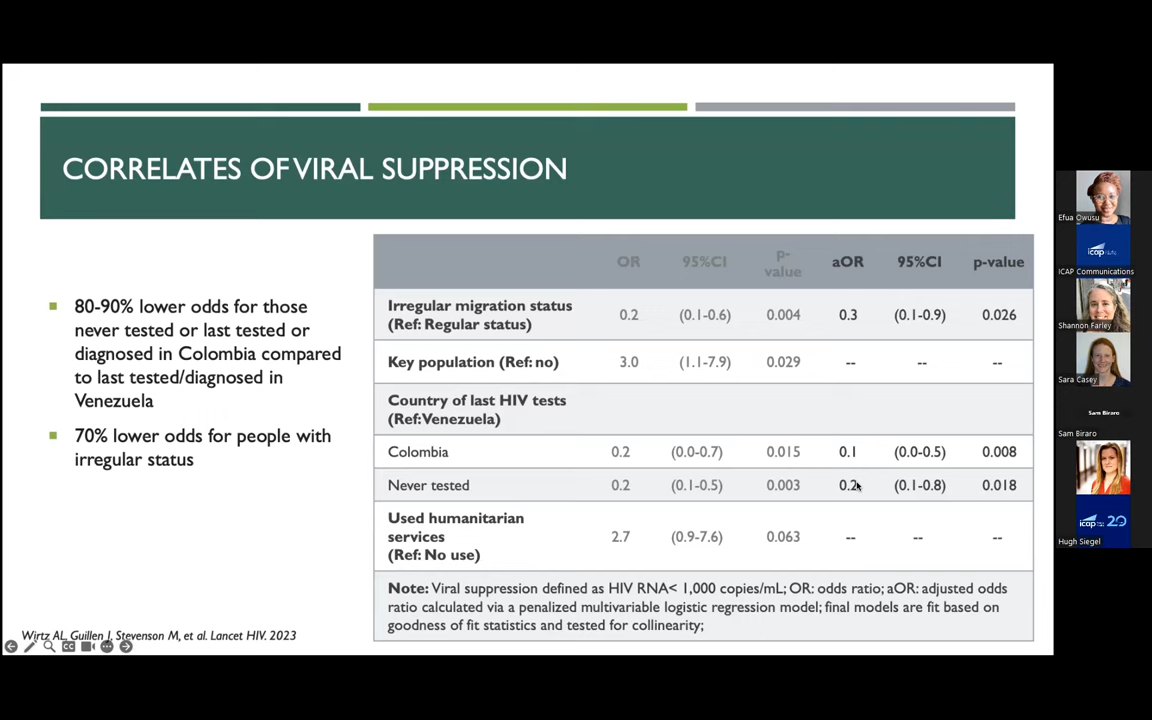 CORRELATES OF VIRAL SUPPRESSION
80-90% lower odds for those
never tested or last tested or
diagnosed in Colombia compared
to last tested/diagnosed in
Venezuela
70% lower odds for people with
irregular status
OR 95%CI p-value aOR 95%CI p-value
Irregular migration status
(Ref: Regular status) 0.2 (0.1-0.6) 0.004 0.3 (0.1-0.9) 0.026
Key population (Ref: no) 3.0 (1.1-7.9) 0.029 -- -- --
Country of last HIV tests
(Ref:Venezuela)
Colombia 0.2 (0.0-0.7) 0.015 0.1 (0.0-0.5) 0.008
Never tested 0.2 (0.1-0.5) 0.003 0.2 (0.1-0.8) 0.018
Used humanitarian
services
(Ref: No use) 2.7 (0.9-7.6) 0.063 -- -- --
Note: Viral suppression defined as HIV RNA< 1,000 copies/mL; OR: odds ratio; aOR: adjusted odds
ratio calculated via a penalized multivariable logistic regression model; final models are fit based on
goodness of fit statistics and tested for collinearity;
Wirtz AL, Guillen J, Stevenson M, et al. Lancet HIV. 2023
CC
Efua Owusu
icap
ICAP Communications
Shannon Farley
Sara Casey
Sam Biraro
Sam Biraro
icap 20
Hugh Siegel